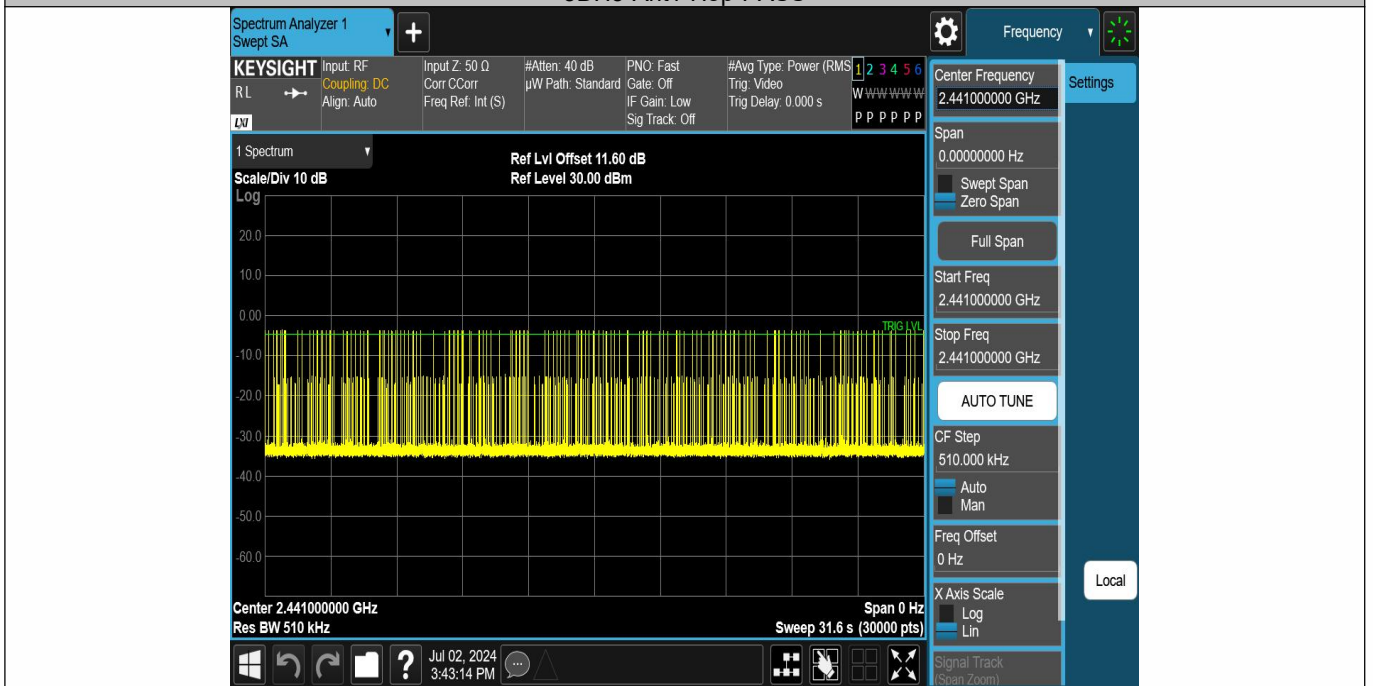 Spectrum Analyzer 1
Swept SA
Frequency
KEYSIGHT
RL
LXI
Input: RF
Coupling: DC
Align: Auto
Input Z: 50 Ω
Corr CCorr
Freq Ref: Int (S)
#Atten: 40 dB
µW Path: Standard
PNO: Fast
Gate: Off
IF Gain: Low
Sig Track: Off
#Avg Type: Power (RMS
Trig: Video
Trig Delay: 0.000 s
1 2 3 4 5 6
W W W W W W
P P P P P P
1 Spectrum
Scale/Div 10 dB
Ref Lvl Offset 11.60 dB
Ref Level 30.00 dBm
Log
20.0
10.0
0.00
TRIG LVL
-10.0
-20.0
-30.0
-40.0
-50.0
-60.0
Center 2.441000000 GHz
Res BW 510 kHz
Span 0 Hz
Sweep 31.6 s (30000 pts)
Center Frequency
2.441000000 GHz
Settings
Span
0.00000000 Hz
Swept Span
Zero Span
Full Span
Start Freq
2.441000000 GHz
Stop Freq
2.441000000 GHz
AUTO TUNE
CF Step
510.000 kHz
Auto
Man
Freq Offset
0 Hz
Local
X Axis Scale
Log
Lin
Signal Track
(Span Zoom)
?
Jul 02, 2024
3:43:14 PM